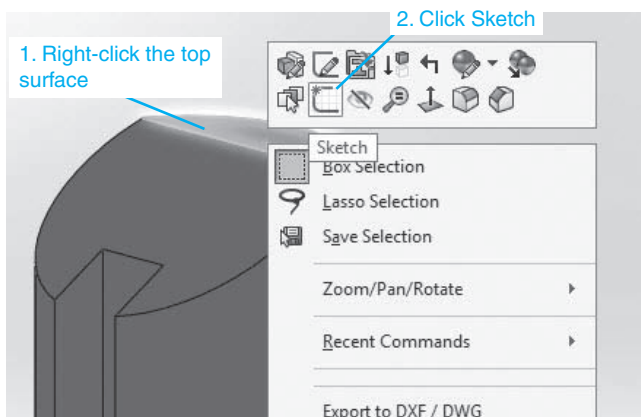 2. Click Sketch
1. Right-click the top
surface
Sketch
Box Selection
Lasso Selection
Save Selection
Zoom/Pan/Rotate
Recent Commands
Export to DXF / DWG